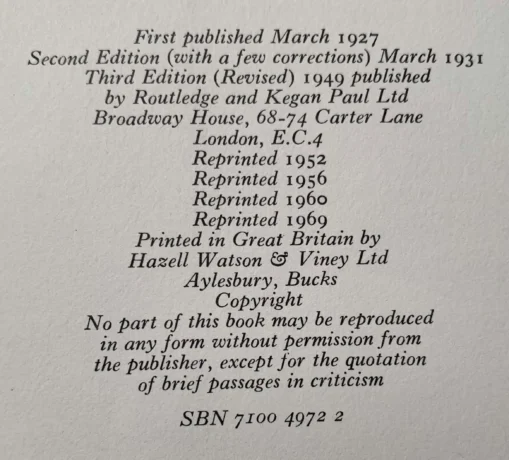 First published March 1927
Second Edition (with a few corrections) March 1931
Third Edition (Revised) 1949 published
by Routledge and Kegan Paul Ltd
Broadway House, 68-74 Carter Lane
London, E.C.4
Reprinted 1952
Reprinted 1956
Reprinted 1960
Reprinted 1969
Printed in Great Britain by
Hazell Watson & Viney Ltd
Aylesbury, Bucks
Copyright
No part of this book may be reproduced
in any form without permission from
the publisher, except for the quotation
of brief passages in criticism
SBN 7100 4972 2